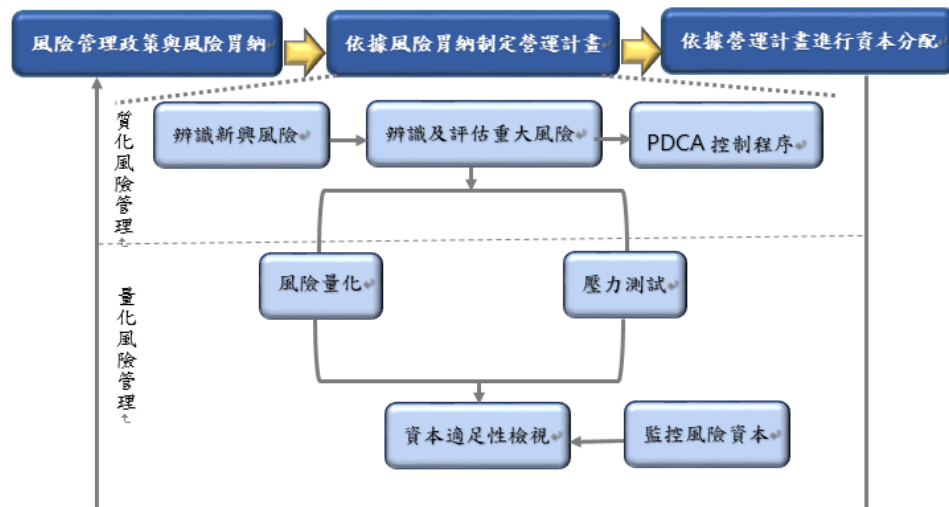 風險管理政策與風險胃納
依據風險胃納制定營運計畫
依據營運計畫進行資本分配
質化風險管理
辨識新興風險
辨識及評估重大風險
PDCA 控制程序
量化風險管理
風險量化
壓力測試
資本適足性檢視
監控風險資本